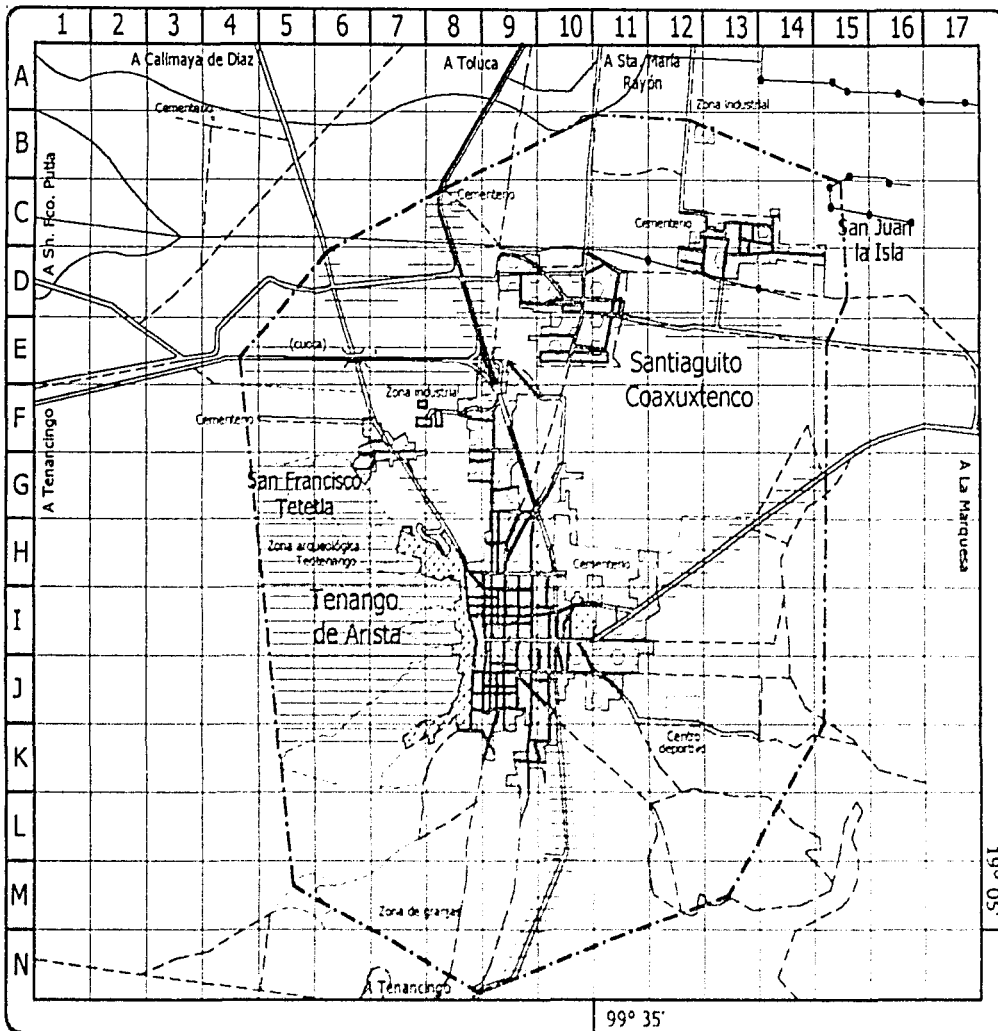 1 2 3 4 5 6 7 8 9 10 11 12 13 14 15 16 17
A
B
C
D
E
F
G
H
I
J
K
L
M
N
A Calimaya de Diaz
A Toluca
A Sta. María
Rayón
Cementerio
Zona industrial
A Sn. Fco. Putla
Cementerio
Cementerio
San Juan
la Isla
(cuota)
Santiaguito
Coaxuxtenco
Zona industrial
Cementerio
A Tenancingo
San Francisco
Tetetla
A La Marquesa
Zona arqueológica
Teotenango
Cementerio
Tenango
de Arista
Centro
deportivo
Zona de granjas
A Tenancingo
19° 05'
99° 35'